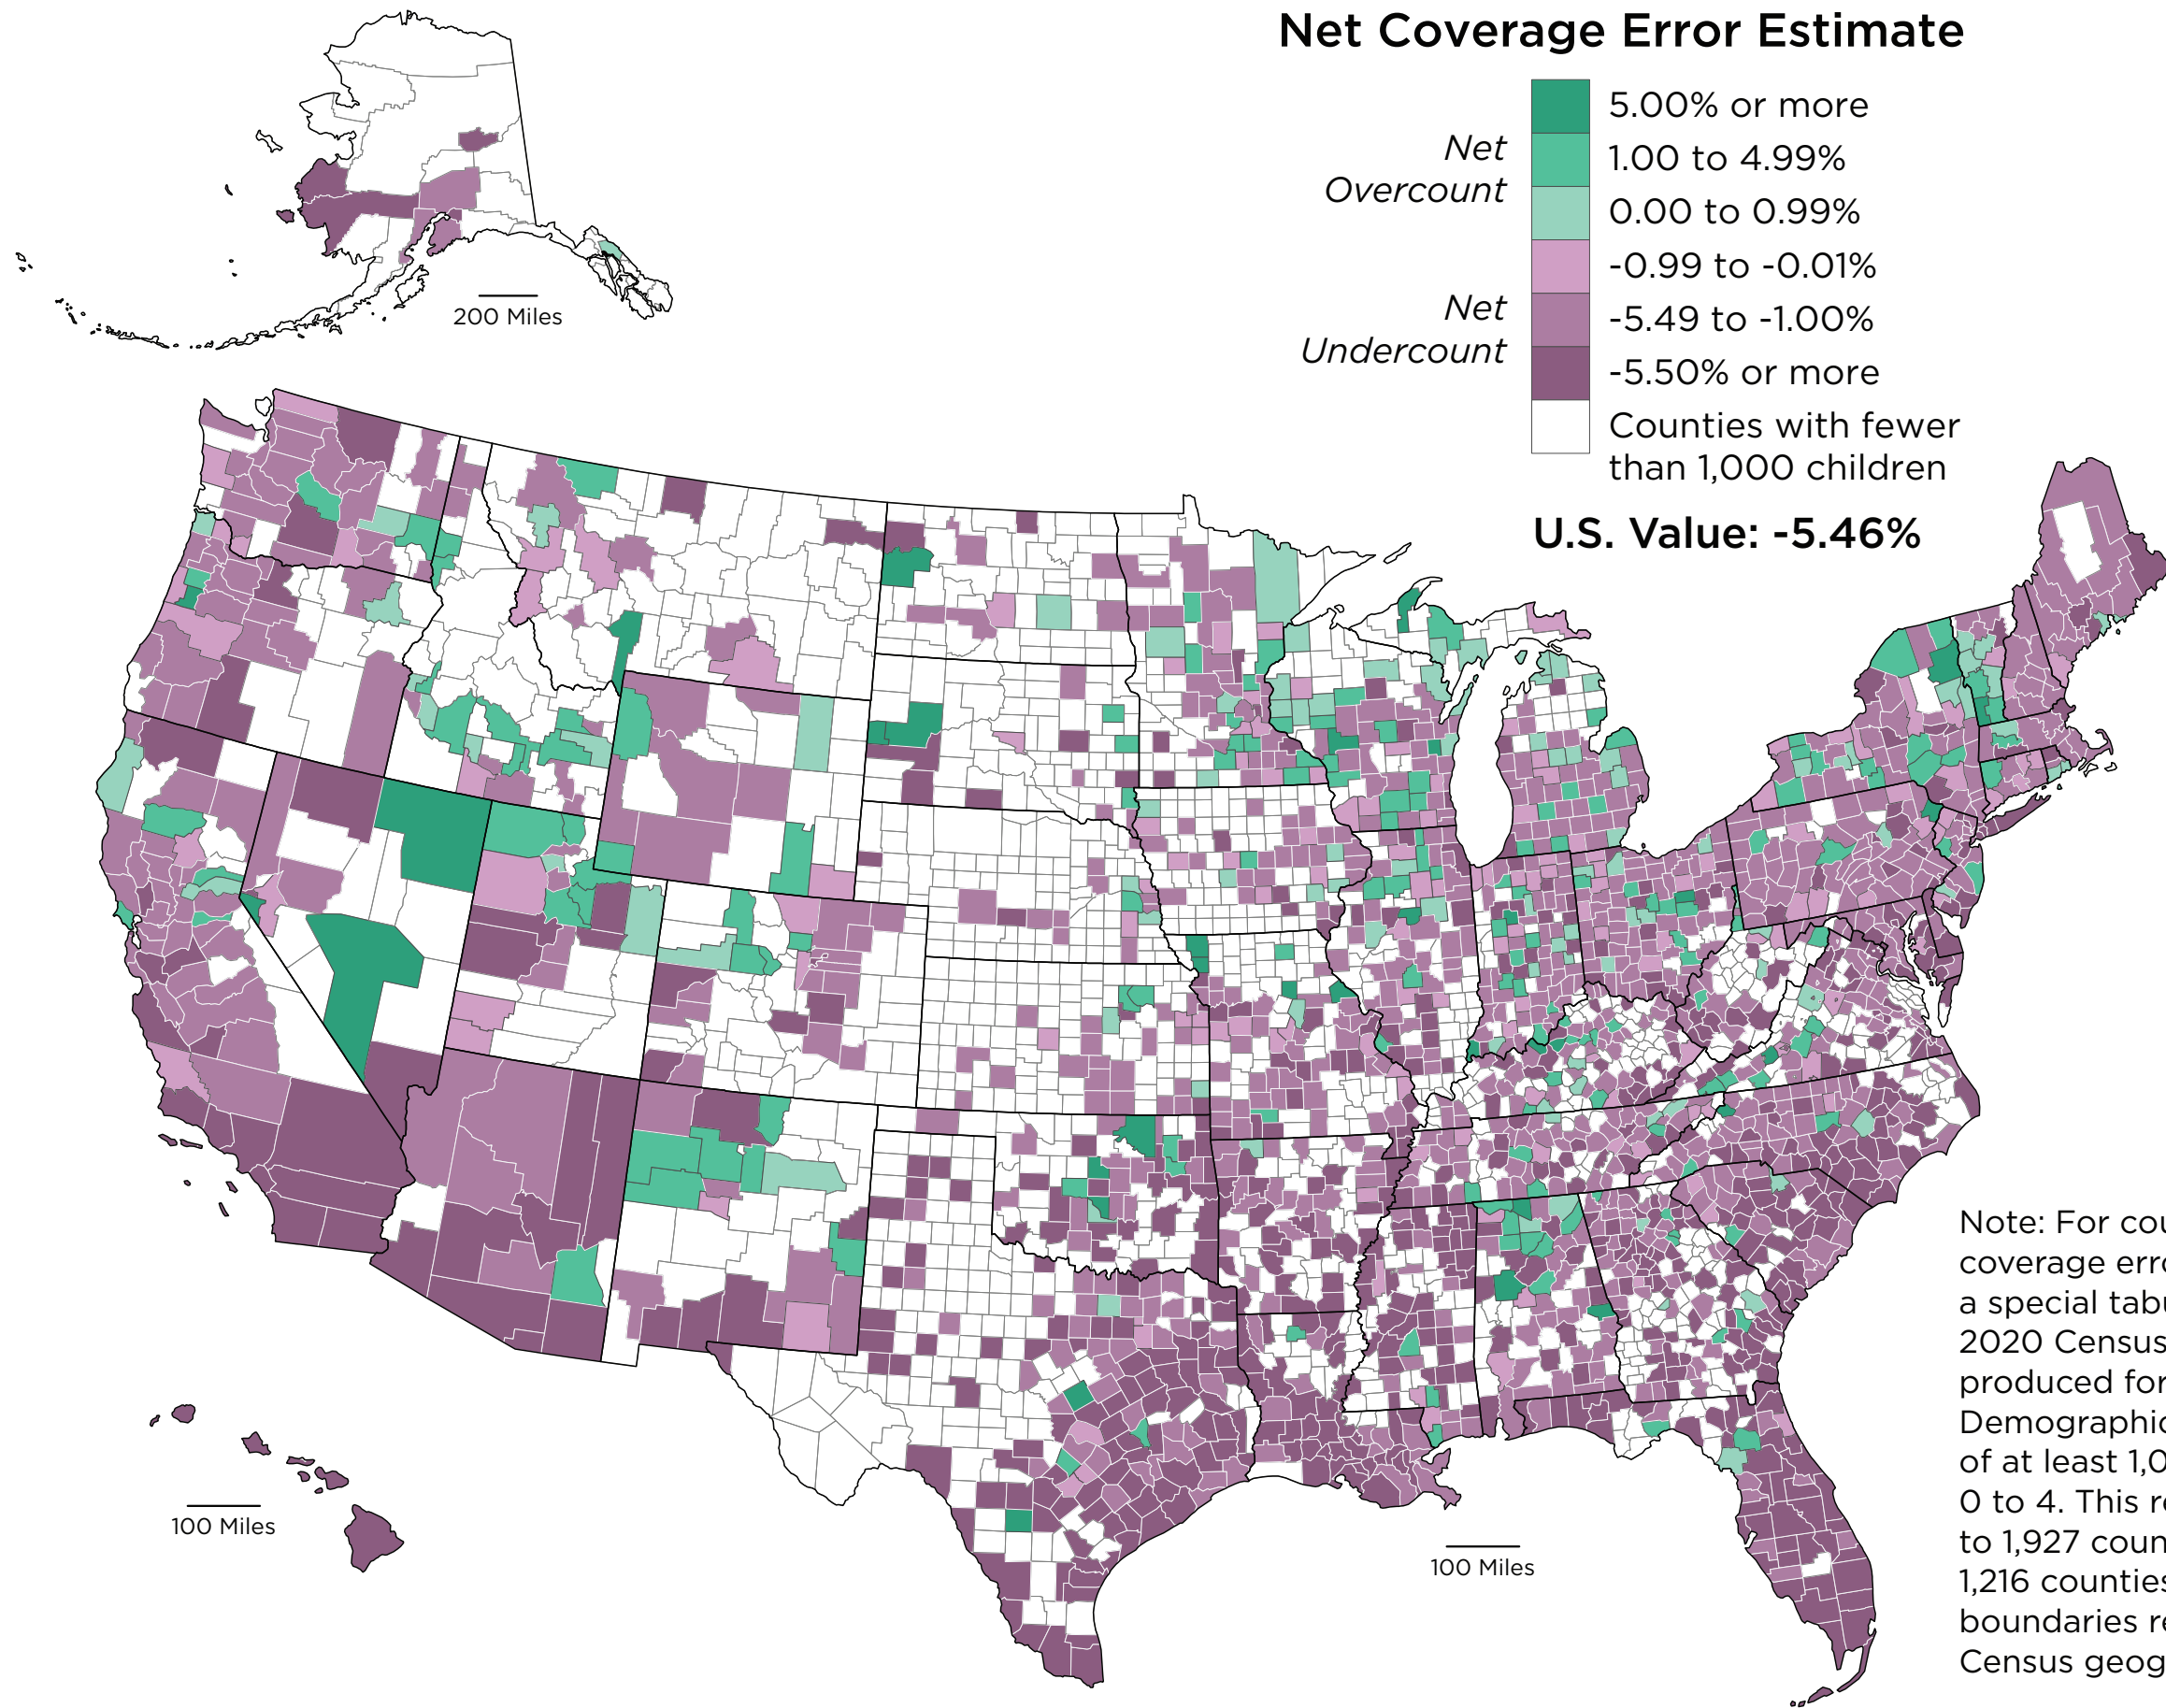 Net Coverage Error Estimate
Net
Overcount
5.00% or more
1.00 to 4.99%
0.00 to 0.99%
Net
Undercount
-0.99 to -0.01%
-5.49 to -1.00%
-5.50% or more
Counties with fewer
than 1,000 children
U.S. Value: -5.46%
200 Miles
100 Miles
100 Miles
Note: For cou
coverage erro
a special tabu
2020 Census
produced for
Demographic
of at least 1,0
0 to 4. This re
to 1,927 coun
1,216 counties
boundaries re
Census geog